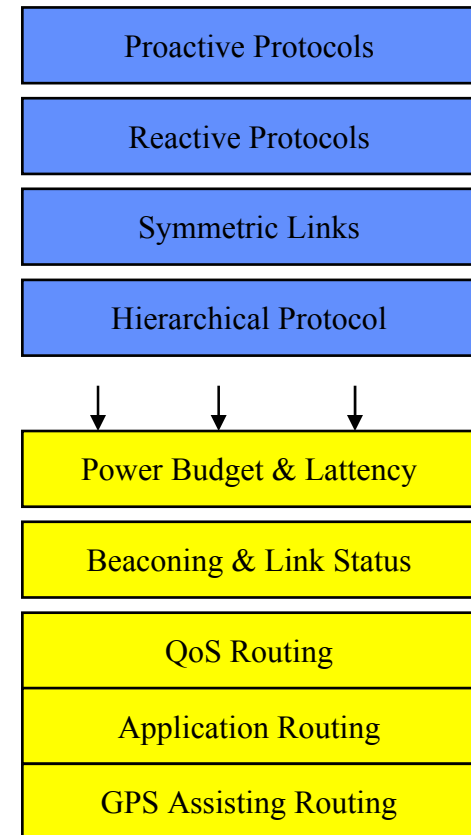 Proactive Protocols
Reactive Protocols
Symmetric Links
Hierarchical Protocol
Power Budget & Lattency
Beaconing & Link Status
QoS Routing
Application Routing
GPS Assisting Routing